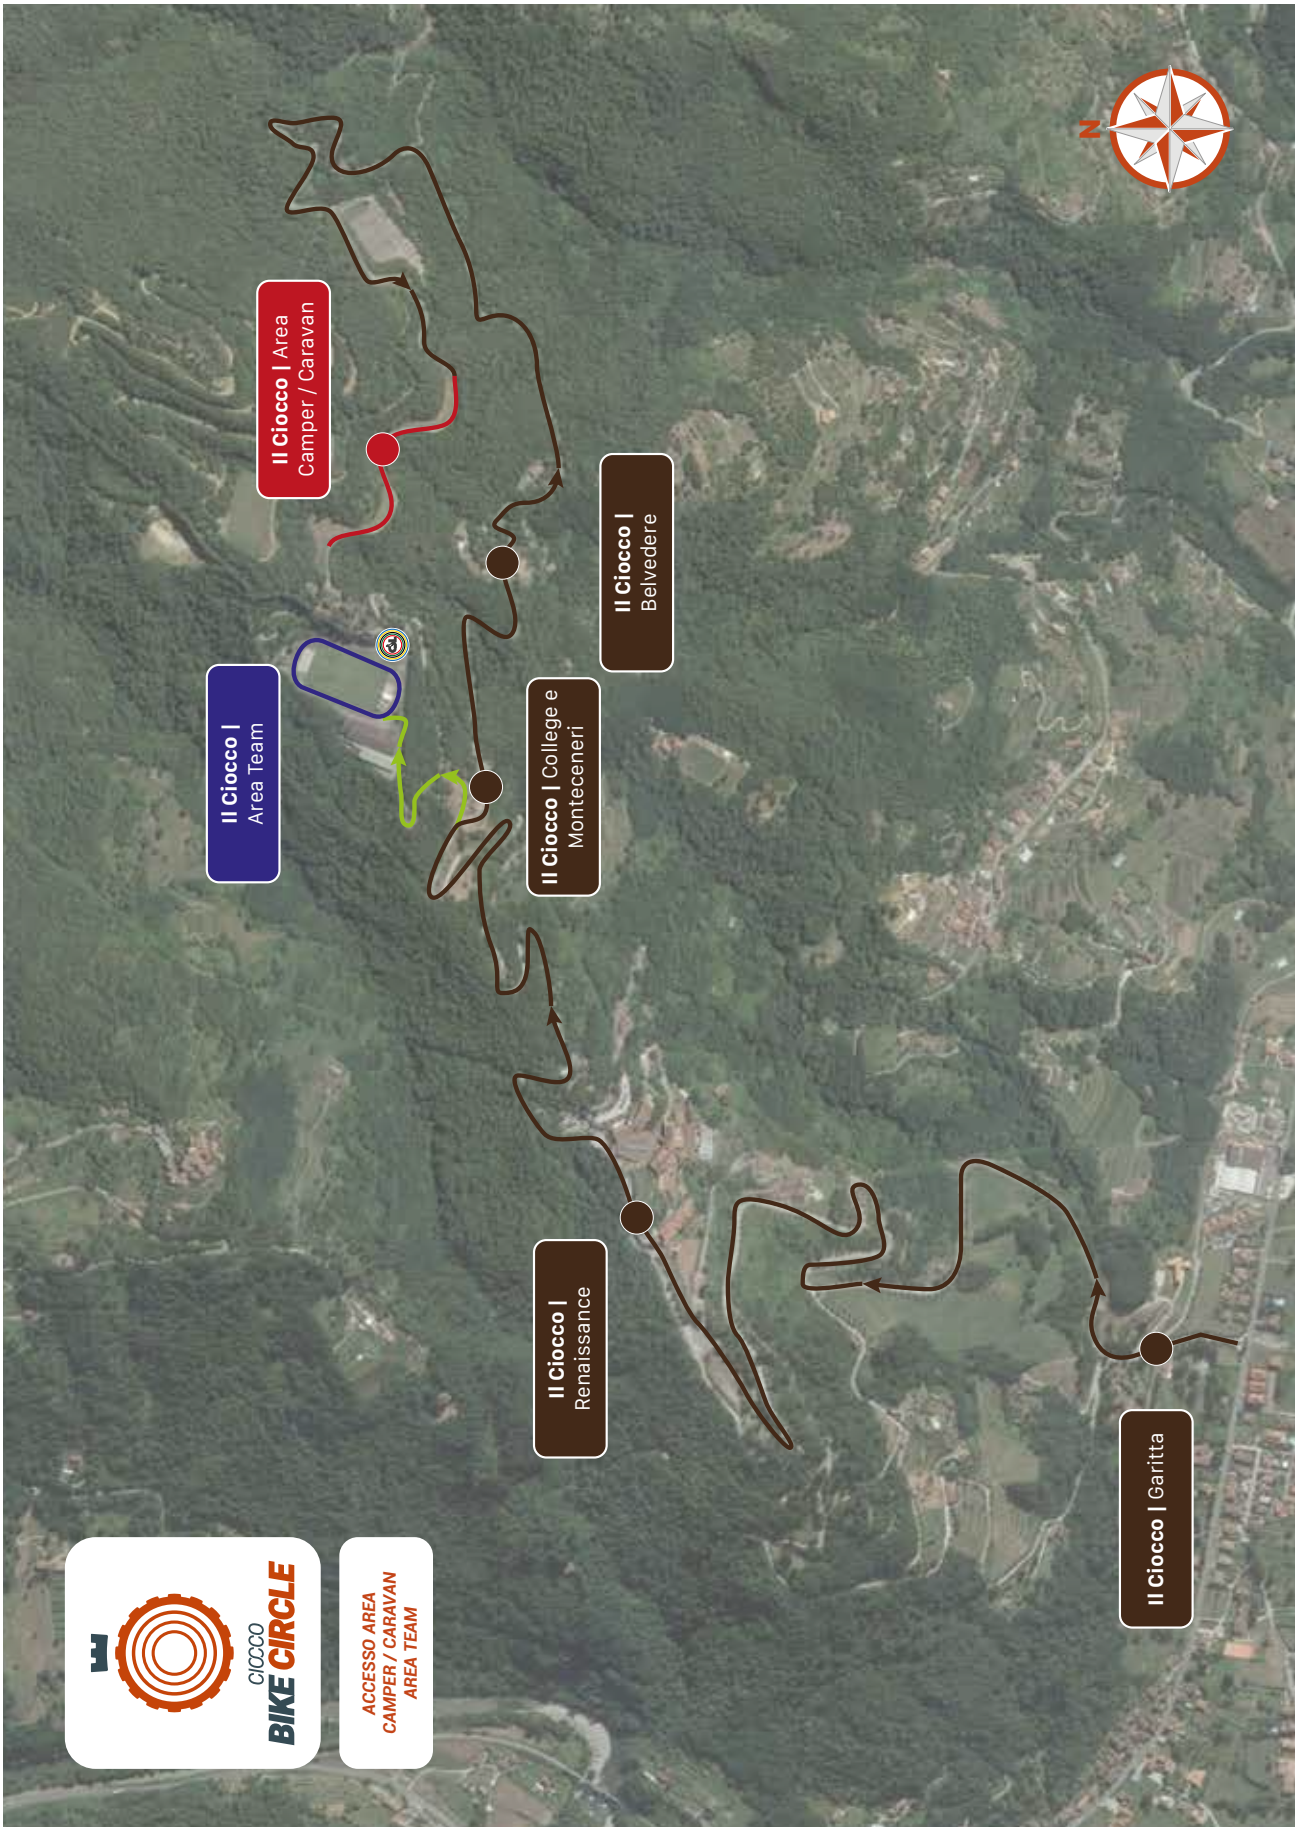 CIOCCO
BIKE CIRCLE
ACCESSO AREA
CAMPER / CARAVAN
AREA TEAM
Il Ciocco | Garitta
Il Ciocco |
Renaissance
Il Ciocco | College e
Monteceneri
Il Ciocco |
Belvedere
Il Ciocco |
Area Team
Il Ciocco | Area
Camper / Caravan
N